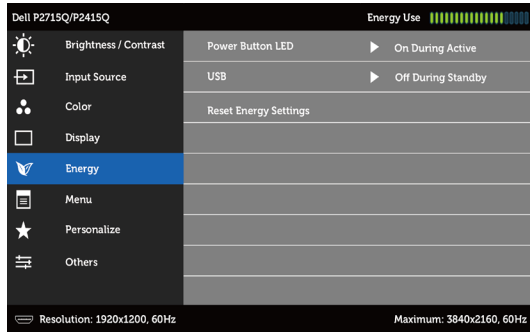 Dell P2715Q/P2415Q Energy Use
Brightness / Contrast Power Button LED On During Active
Input Source USB Off During Standby
Color Reset Energy Settings
Display
Energy
Menu
Personalize
Others
Resolution: 1920x1200, 60Hz Maximum: 3840x2160, 60Hz